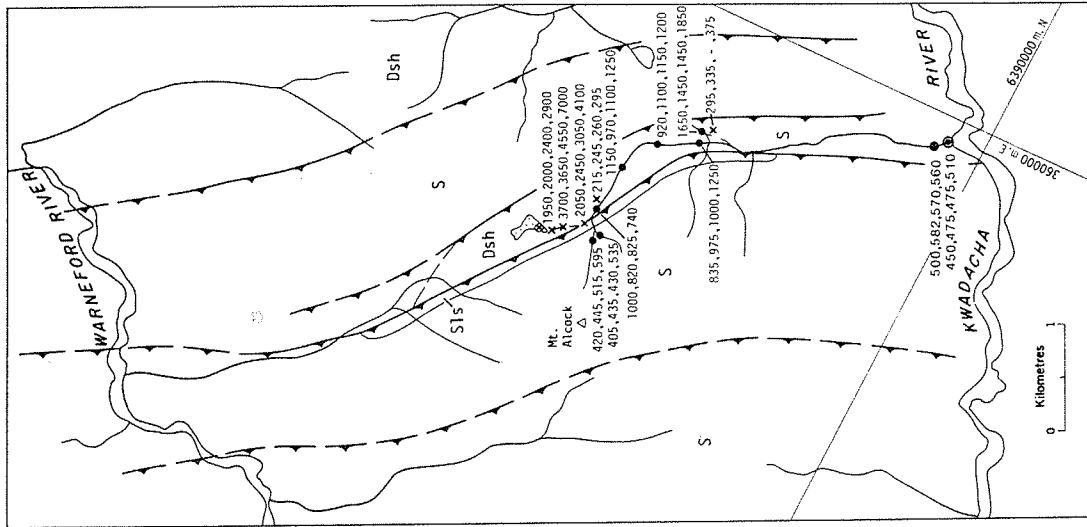 WARNEFORD RIVER
Dsh
S
Dsh
Sls
1950,2000,2400,2900
3700,3650,4550,7000
2050,2450,3050,4100
215,245,260,295
1150,970,1100,1250
920,1100,1150,1200
1650,1450,1450,1850
295,335,-,375
Mt.
Alcock
420,445,515,595
405,435,430,535
1000,820,825,740
835,975,1000,1250
S
S
S
500,582,570,560
450,475,475,510
KWADACHA RIVER
360000 m. E
6390000 m. N
0 1
Kilometres